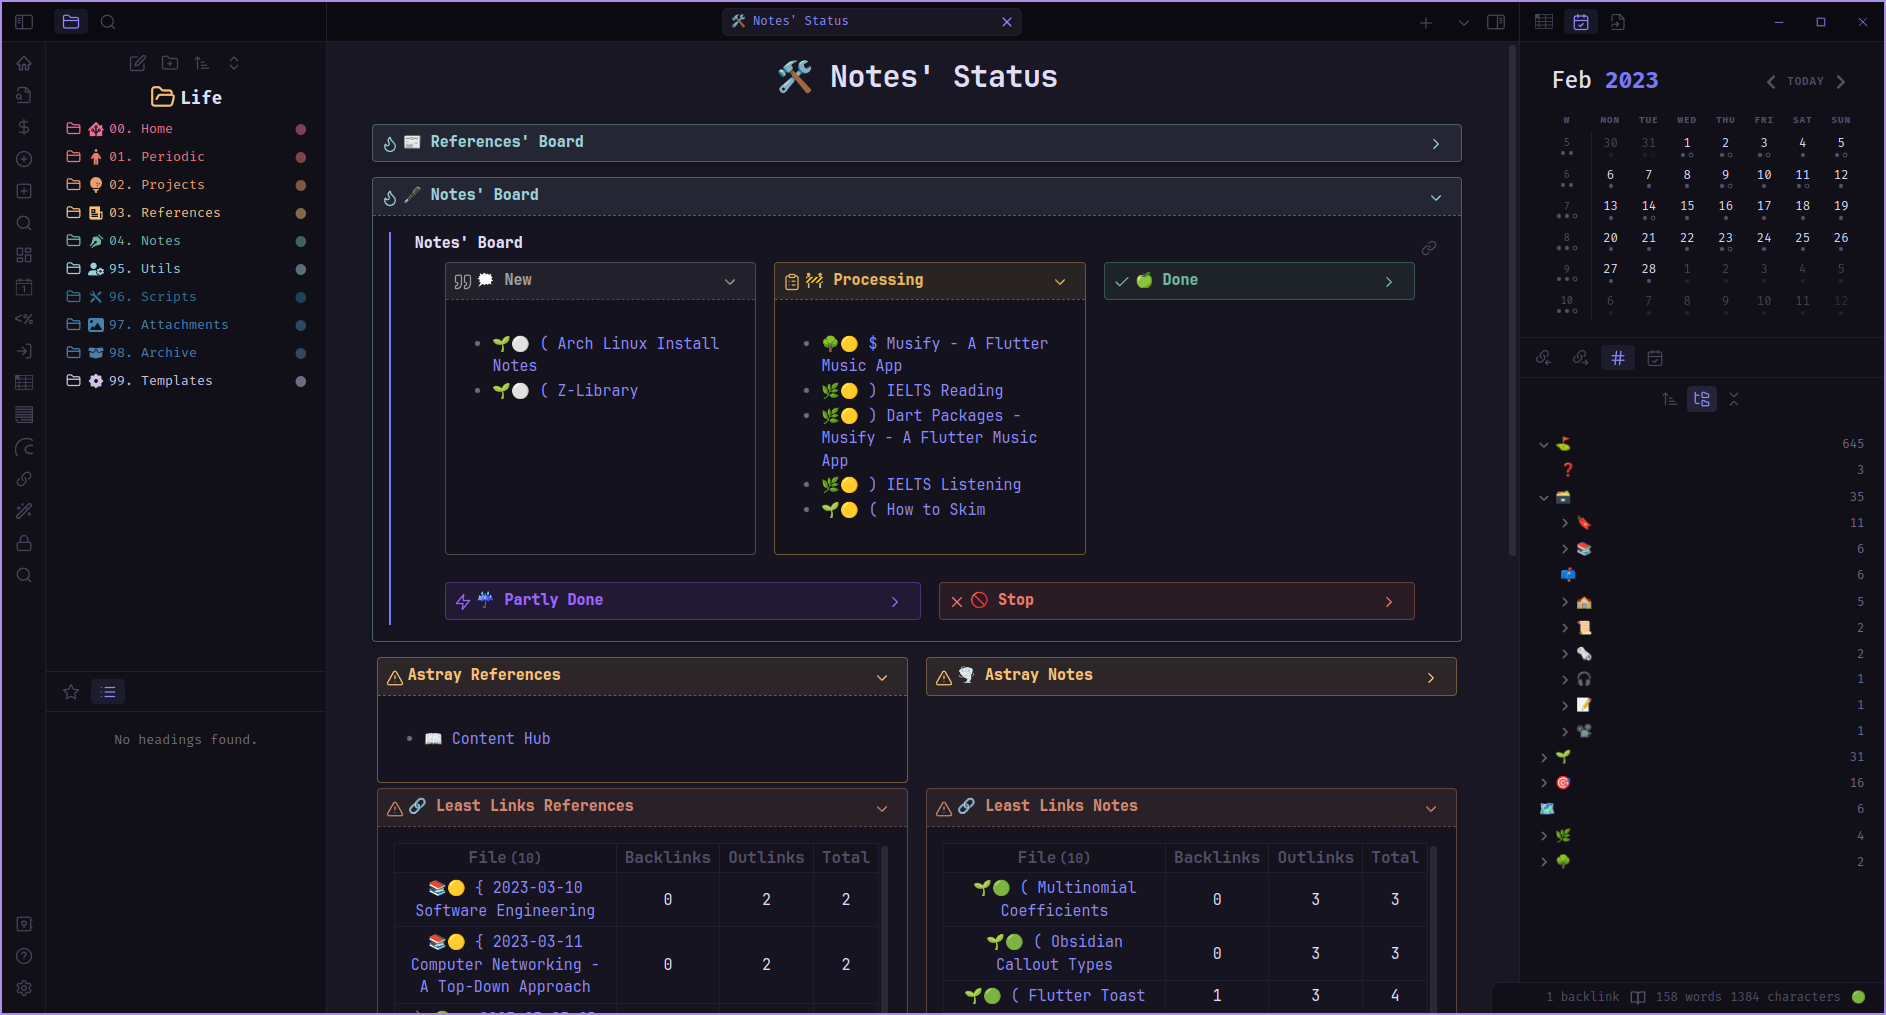 Notes' Status
Life
00. Home
01. Periodic
02. Projects
03. References
04. Notes
95. Utils
96. Scripts
97. Attachments
98. Archive
99. Templates
No headings found.
Notes' Status
References' Board
Notes' Board
Notes' Board
New
( Arch Linux Install
Notes
( Z-Library
Processing
$ Musify - A Flutter
Music App
) IELTS Reading
) Dart Packages -
Musify - A Flutter Music
App
) IELTS Listening
( How to Skim
Done
Partly Done
Stop
Astray References
Content Hub
Astray Notes
Least Links References
File (10) Backlinks Outlinks Total
{ 2023-03-10
Software Engineering
0 2 2
{ 2023-03-11
Computer Networking -
A Top-Down Approach
0 2 2
Least Links Notes
File (10) Backlinks Outlinks Total
( Multinomial
Coefficients
0 3 3
( Obsidian
Callout Types
0 3 3
( Flutter Toast 1 3 4
Feb 2023
TODAY
W MON TUE WED THU FRI SAT SUN
5 30 31 1 2 3 4 5
6 6 7 8 9 10 11 12
7 13 14 15 16 17 18 19
8 20 21 22 23 24 25 26
9 27 28 1 2 3 4 5
10 6 7 8 9 10 11 12
645
3
35
11
6
6
5
2
2
1
1
1
31
16
6
4
2
1 backlink 158 words 1384 characters